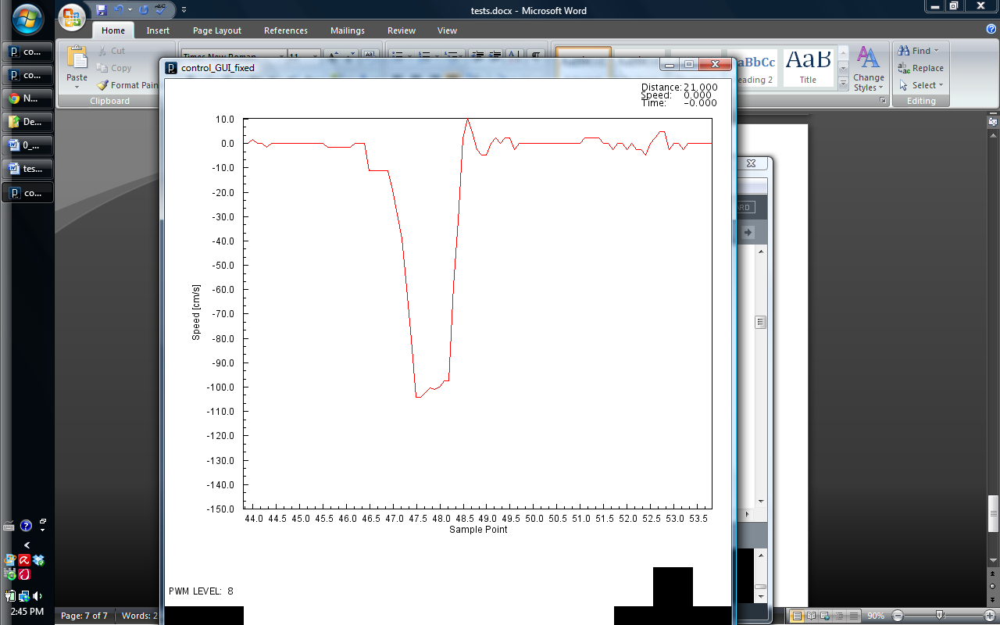 tests.docx - Microsoft Word
Home Insert Page Layout References Mailings Review View
Cut
Copy
Format Pain
Paste
Clipboard
Times New Roman 11
AaBbCc
eading 2
AaB
Title
Change Styles
Find
Replace
Select
Editing
co...
co...
N...
De...
0_...
tes...
co...
control_GUI_fixed
Distance: 21.000
Speed: 0.000
Time: -0.000
10.0
0.0
-10.0
-20.0
-30.0
-40.0
-50.0
-60.0
-70.0
-80.0
-90.0
-100.0
-110.0
-120.0
-130.0
-140.0
-150.0
Speed [cm/s]
44.0 44.5 45.0 45.5 46.0 46.5 47.0 47.5 48.0 48.5 49.0 49.5 50.0 50.5 51.0 51.5 52.0 52.5 53.0 53.5
Sample Point
PWM LEVEL: 8
ARD
2:45 PM
Page: 7 of 7 Words: 2
90%